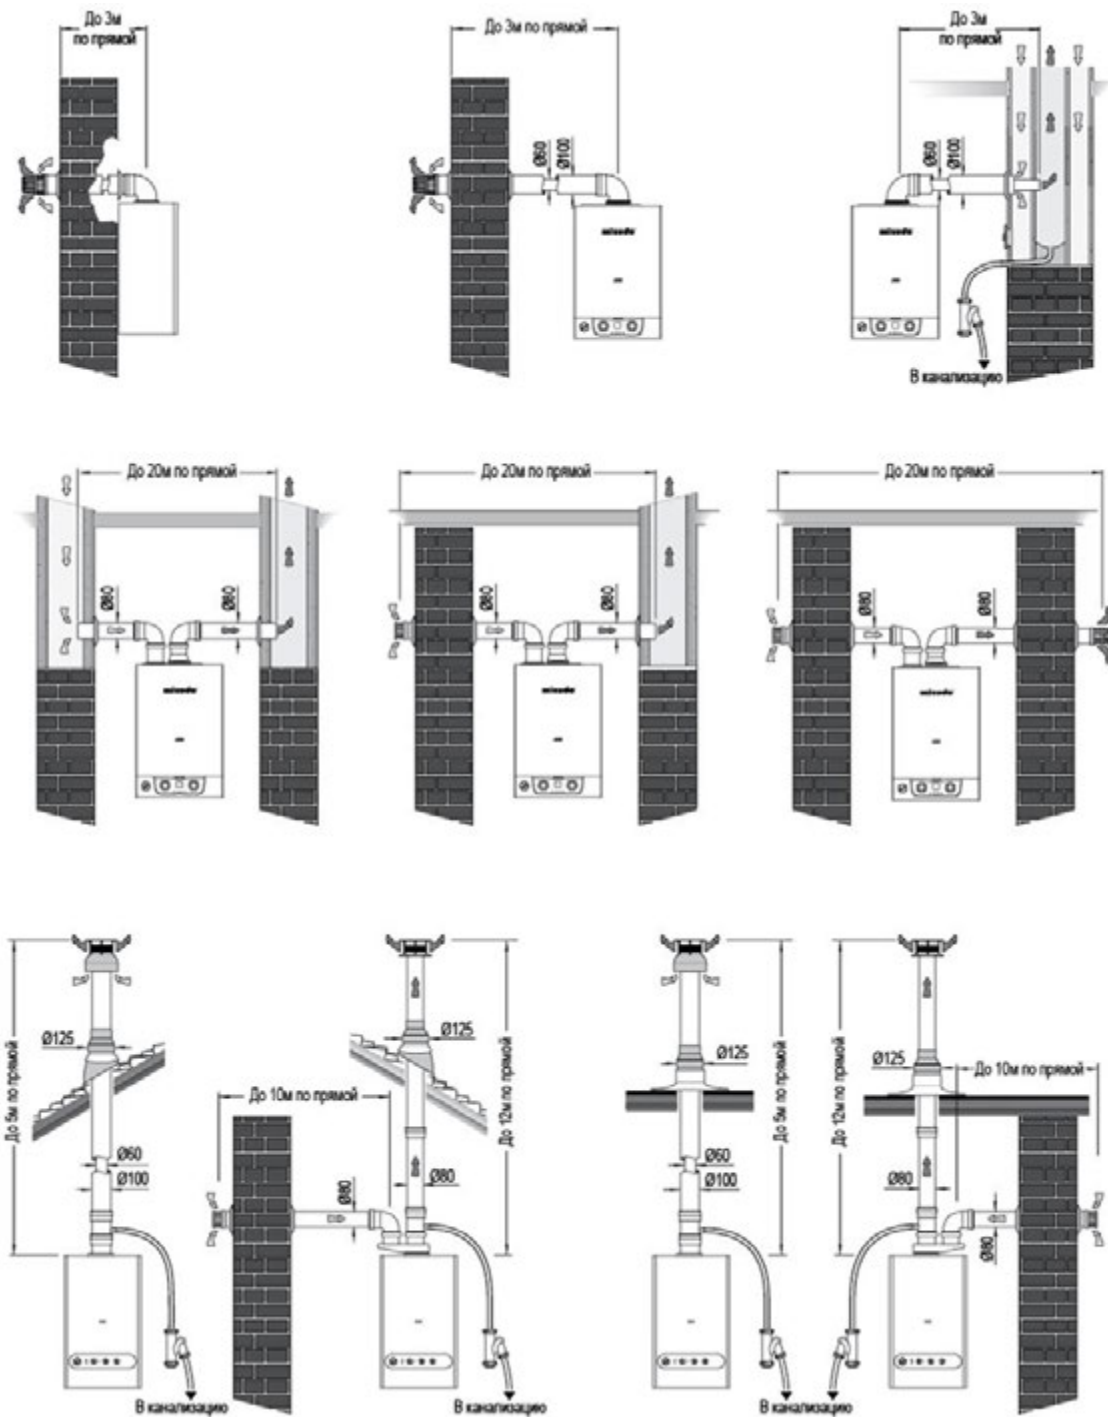 До 3м
по прямой
До 3м по прямой
До 3м
по прямой
Ø60
Ø100
Ø60
Ø100
В канализацию
До 20м по прямой
До 20м по прямой
До 20м по прямой
Ø80
Ø80
Ø80
Ø80
Ø80
Ø80
До 5м по прямой
Ø125
Ø60
Ø100
В канализацию
До 10м по прямой
Ø80
Ø125
Ø80
До 12м по прямой
В канализацию
Ø125
Ø60
Ø100
До 5м по прямой
В канализацию
До 12м по прямой
Ø125
До 10м по прямой
Ø80
Ø80
В канализацию